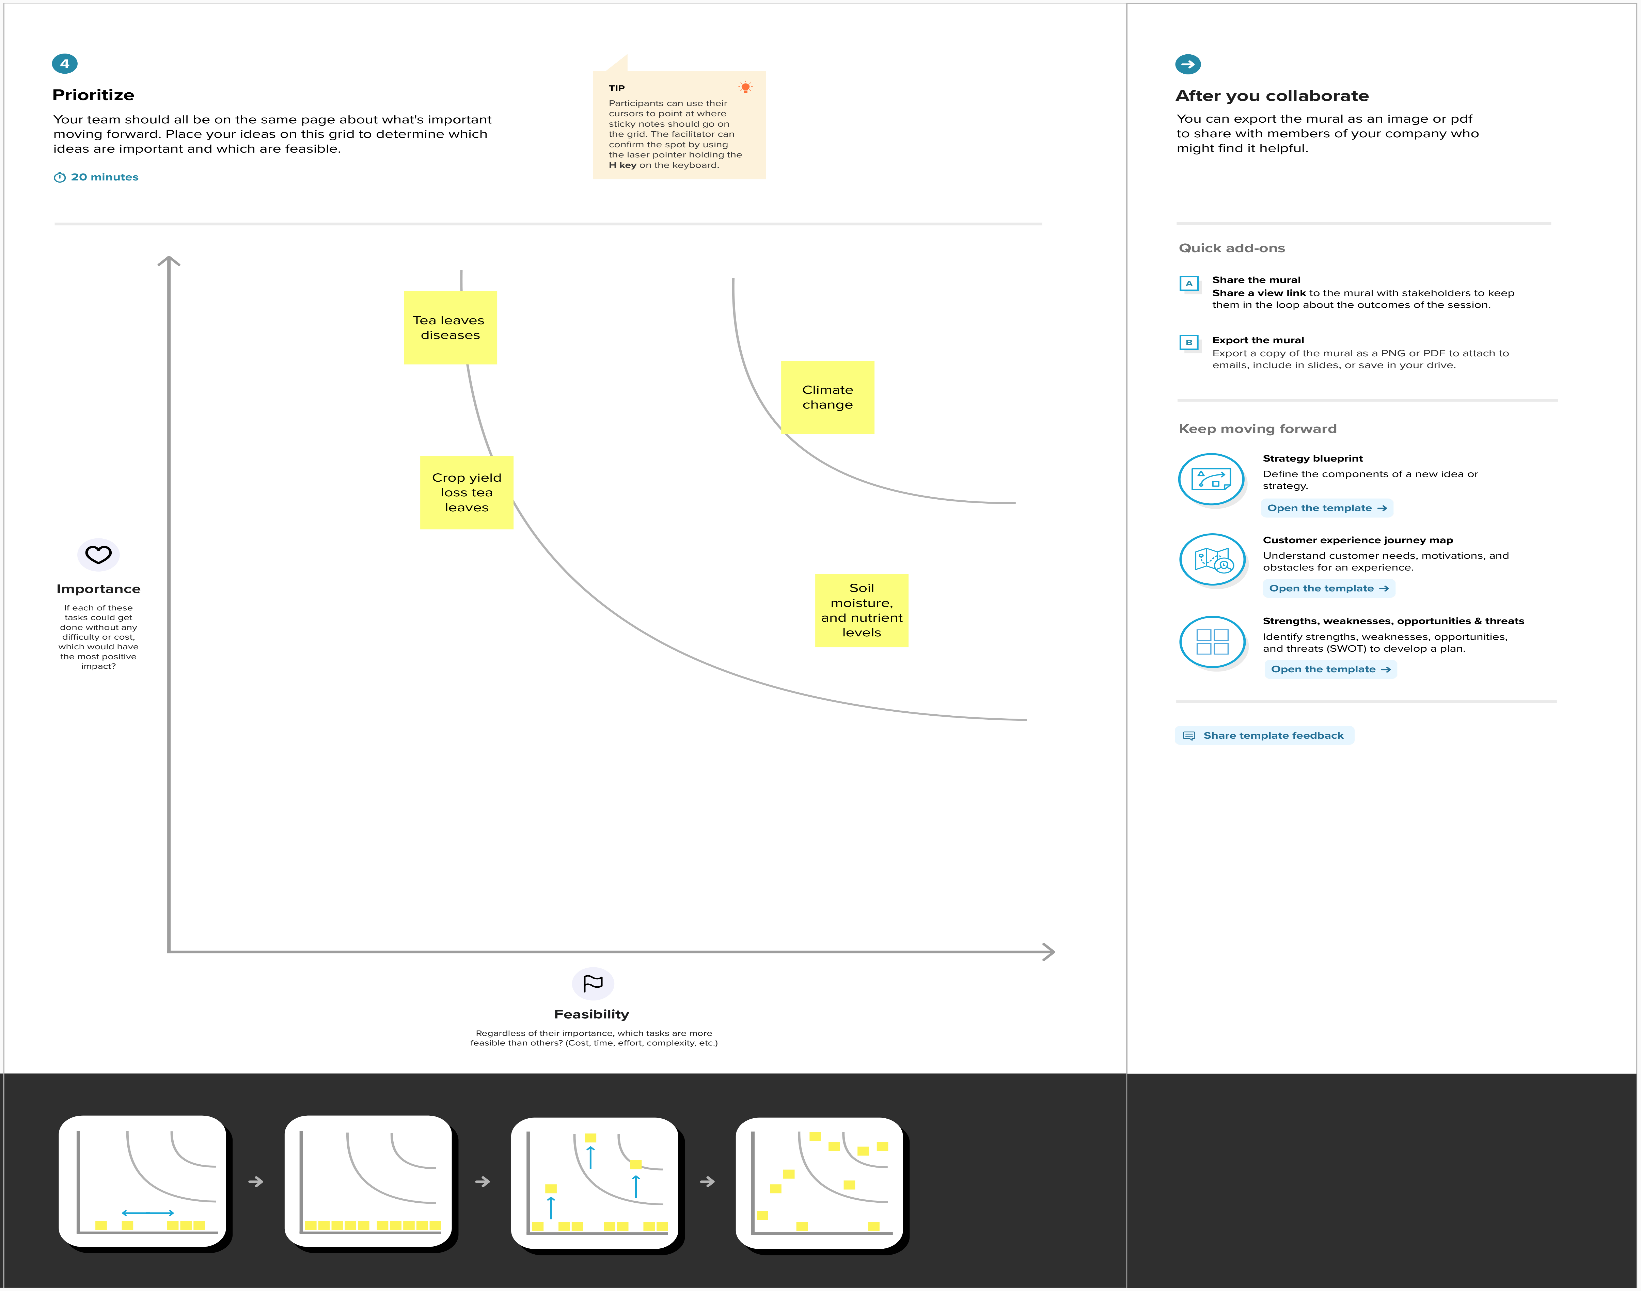 4
Prioritize
Your team should all be on the same page about what's important
moving forward. Place your ideas on this grid to determine which
ideas are important and which are feasible.
20 minutes
TIP
Participants can use their
cursors to point at where
sticky notes should go on
the grid. The facilitator can
confirm the spot by using
the laser pointer holding the
H key on the keyboard.
Tea leaves
diseases
Climate
change
Crop yield
loss tea
leaves
Soil
moisture,
and nutrient
levels
Importance
If each of these
tasks could get
done without any
difficulty or cost,
which would have
the most positive
impact?
Feasibility
Regardless of their importance, which tasks are more
feasible than others? (Cost, time, effort, complexity, etc.)
After you collaborate
You can export the mural as an image or pdf
to share with members of your company who
might find it helpful.
Quick add-ons
A
Share the mural
Share a view link to the mural with stakeholders to keep
them in the loop about the outcomes of the session.
B
Export the mural
Export a copy of the mural as a PNG or PDF to attach to
emails, include in slides, or save in your drive.
Keep moving forward
Strategy blueprint
Define the components of a new idea or
strategy.
Open the template →
Customer experience journey map
Understand customer needs, motivations, and
obstacles for an experience.
Open the template →
Strengths, weaknesses, opportunities & threats
Identify strengths, weaknesses, opportunities,
and threats (SWOT) to develop a plan.
Open the template →
Share template feedback